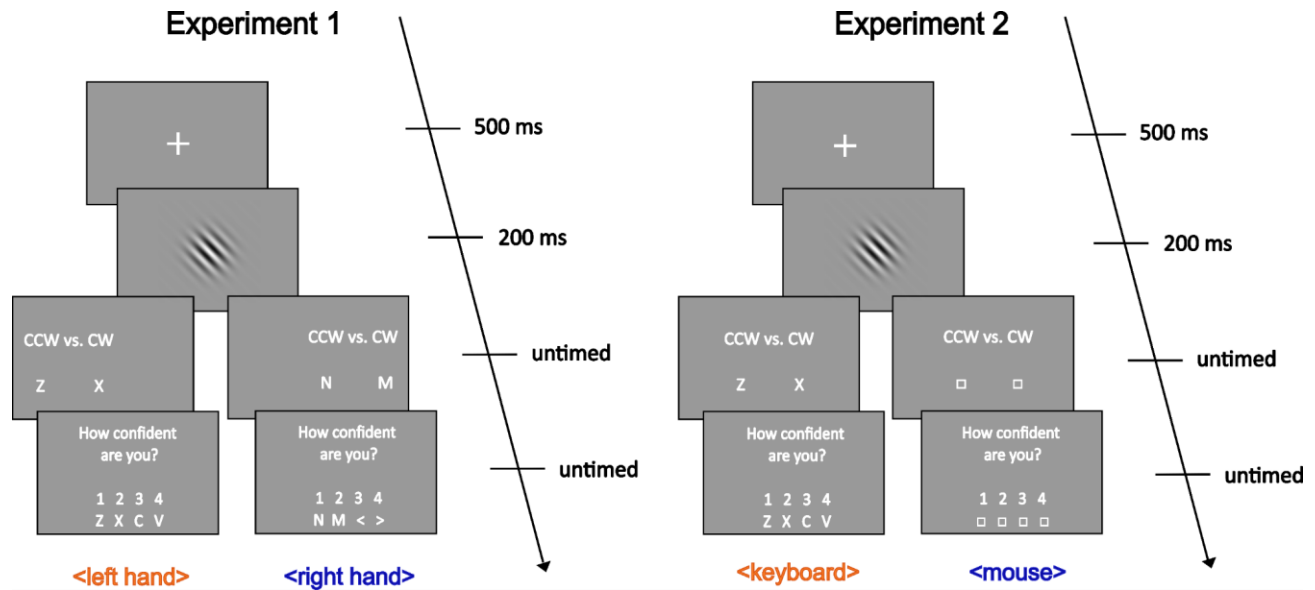 Experiment 1
500 ms
200 ms
CCW vs. CW
Z X
CCW vs. CW
N M
untimed
How confident
are you?
1 2 3 4
Z X C V
How confident
are you?
1 2 3 4
N M < >
untimed
<left hand>
<right hand>
Experiment 2
500 ms
200 ms
CCW vs. CW
Z X
CCW vs. CW
untimed
How confident
are you?
1 2 3 4
Z X C V
How confident
are you?
1 2 3 4
untimed
<keyboard>
<mouse>